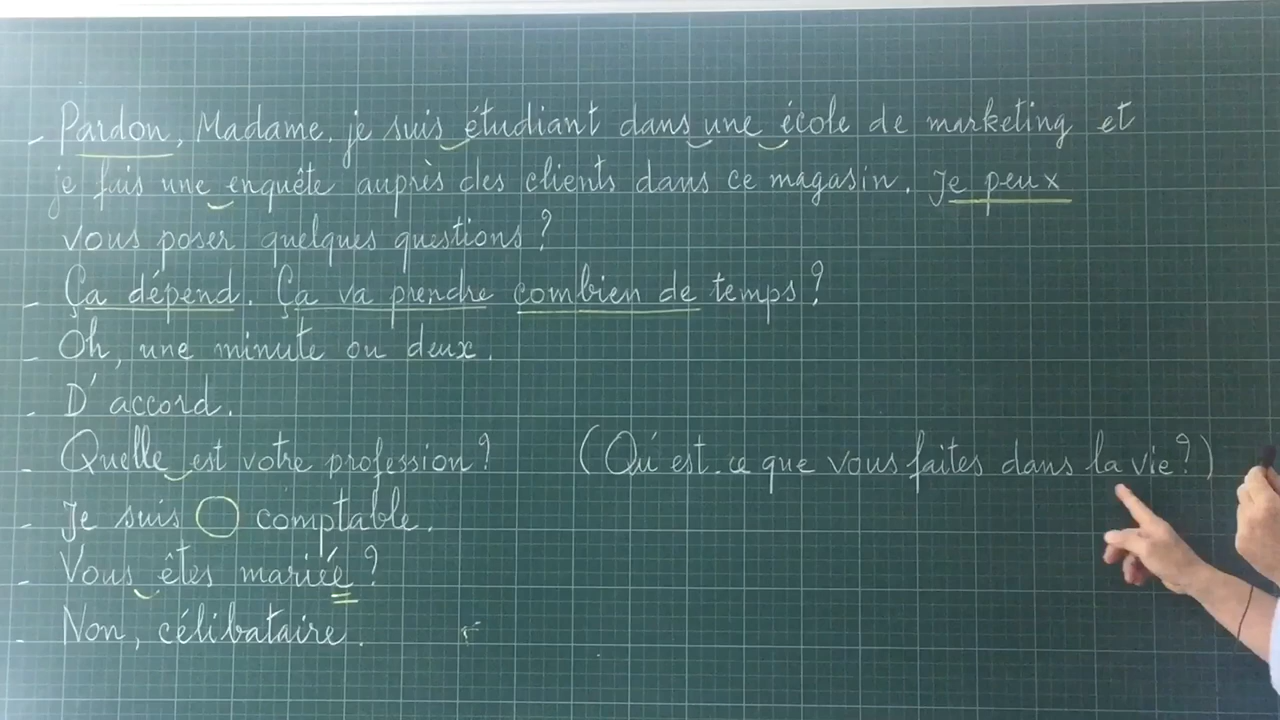 - Pardon, Madame, je suis étudiant dans une école de marketing et
je fais une enquête auprès des clients dans ce magasin. Je peux
vous poser quelques questions ?
- Ça dépend. Ça va prendre combien de temps ?
- Oh, une minute ou deux.
- D'accord.
- Quelle est votre profession ? (Qu'est-ce que vous faites dans la vie ?)
- Je suis comptable.
- Vous êtes mariée ?
- Non, célibataire.